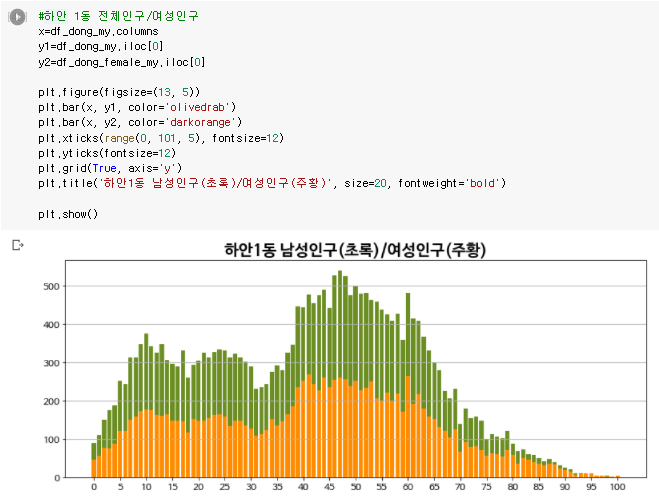 #하안 1동 전체인구/여성인구
x=df_dong_my.columns
y1=df_dong_my.iloc[0]
y2=df_dong_female_my.iloc[0]
plt.figure(figsize=(13, 5))
plt.bar(x, y1, color='olivedrab')
plt.bar(x, y2, color='darkorange')
plt.xticks(range(0, 101, 5), fontsize=12)
plt.yticks(fontsize=12)
plt.grid(True, axis='y')
plt.title('하안1동 남성인구(초록)/여성인구(주황)', size=20, fontweight='bold')
plt.show()
하안1동 남성인구(초록)/여성인구(주황)
500
400
300
200
100
0
0 5 10 15 20 25 30 35 40 45 50 55 60 65 70 75 80 85 90 95 100